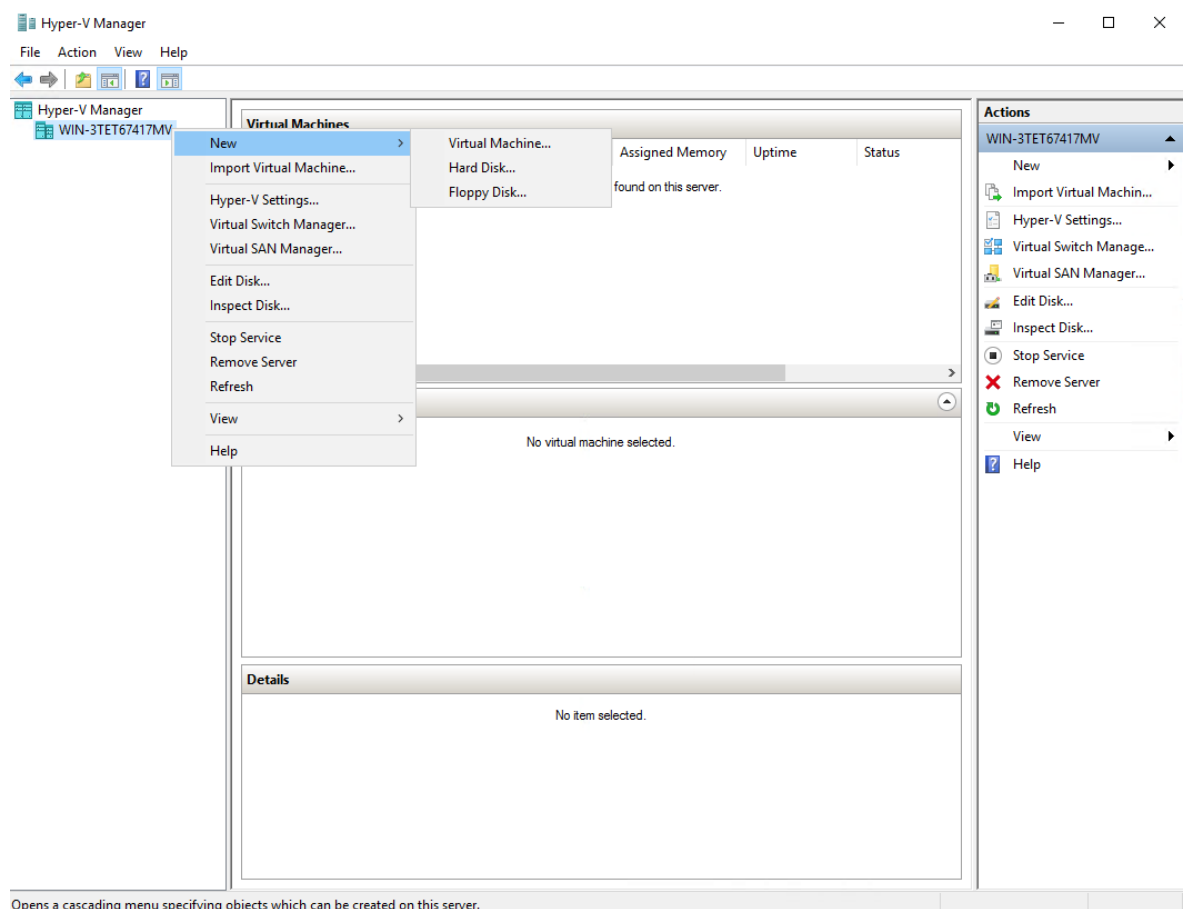 Hyper-V Manager
File Action View Help
Hyper-V Manager
WIN-3TET67417MV
New
Import Virtual Machine...
Hyper-V Settings...
Virtual Switch Manager...
Virtual SAN Manager...
Edit Disk...
Inspect Disk...
Stop Service
Remove Server
Refresh
View
Help
Virtual Machine...
Hard Disk...
Floppy Disk...
Virtual Machines
Assigned Memory Uptime Status
found on this server.
No virtual machine selected.
Details
No item selected.
Actions
WIN-3TET67417MV
New
Import Virtual Machin...
Hyper-V Settings...
Virtual Switch Manage...
Virtual SAN Manager...
Edit Disk...
Inspect Disk...
Stop Service
Remove Server
Refresh
View
Help
Opens a cascading menu specifying objects which can be created on this server.